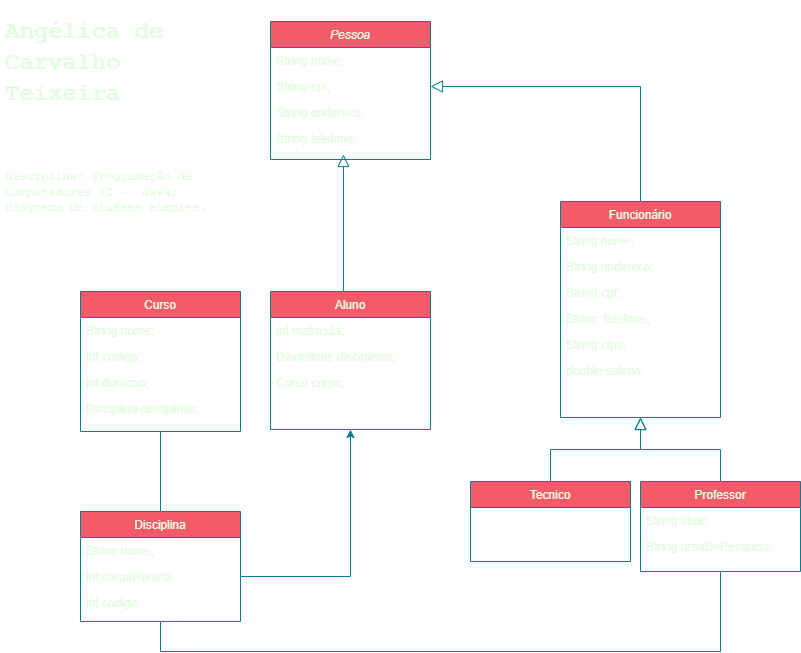 Angélica de
Carvalho
Teixeira
Disciplina: Programação de
Computadores II - Java;
Diagrama de classes simples.
Pessoa
String nome;
String cpf;
String endereco;
String telefone;
Funcionário
String nome;
String endereco;
String cpf;
String telefone;
String ctps;
double salario;
Curso
String nome;
int codigo;
int duracao;
Disciplina disciplinas;
Aluno
int matricula;
Disciplinas disciplinas;
Curso curso;
Tecnico
Professor
String titulo;
String areaDePesquisa;
Disciplina
String nome;
int cargaHoraria
int codigo